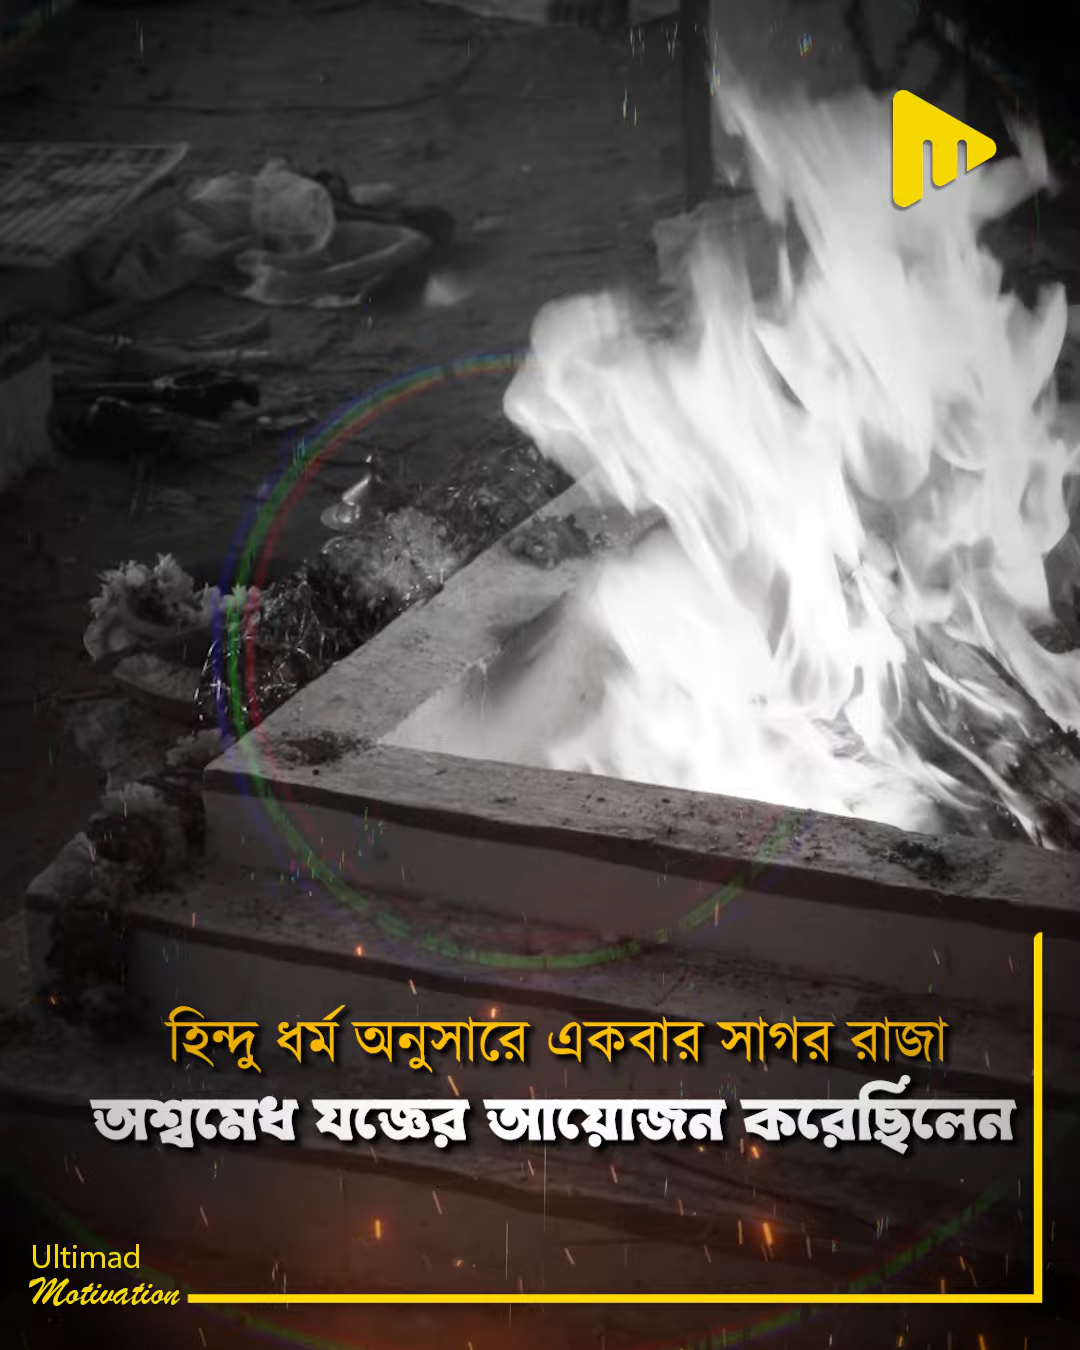 হিন্দু ধর্ম অনুসারে একবার সাগর রাজা
অশ্বমেধ যজ্ঞের আয়োজন করেছিলেন
Ultimad
Motivation